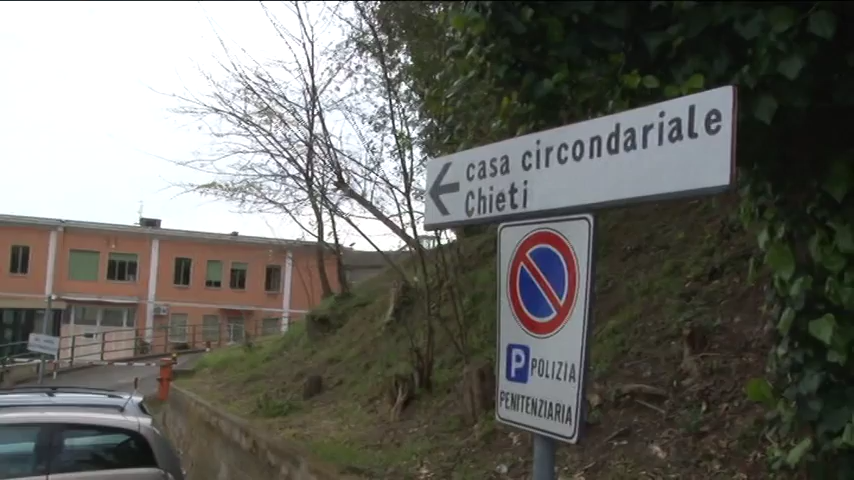 casa circondariale
Chieti
P POLIZIA
PENITENZIARIA